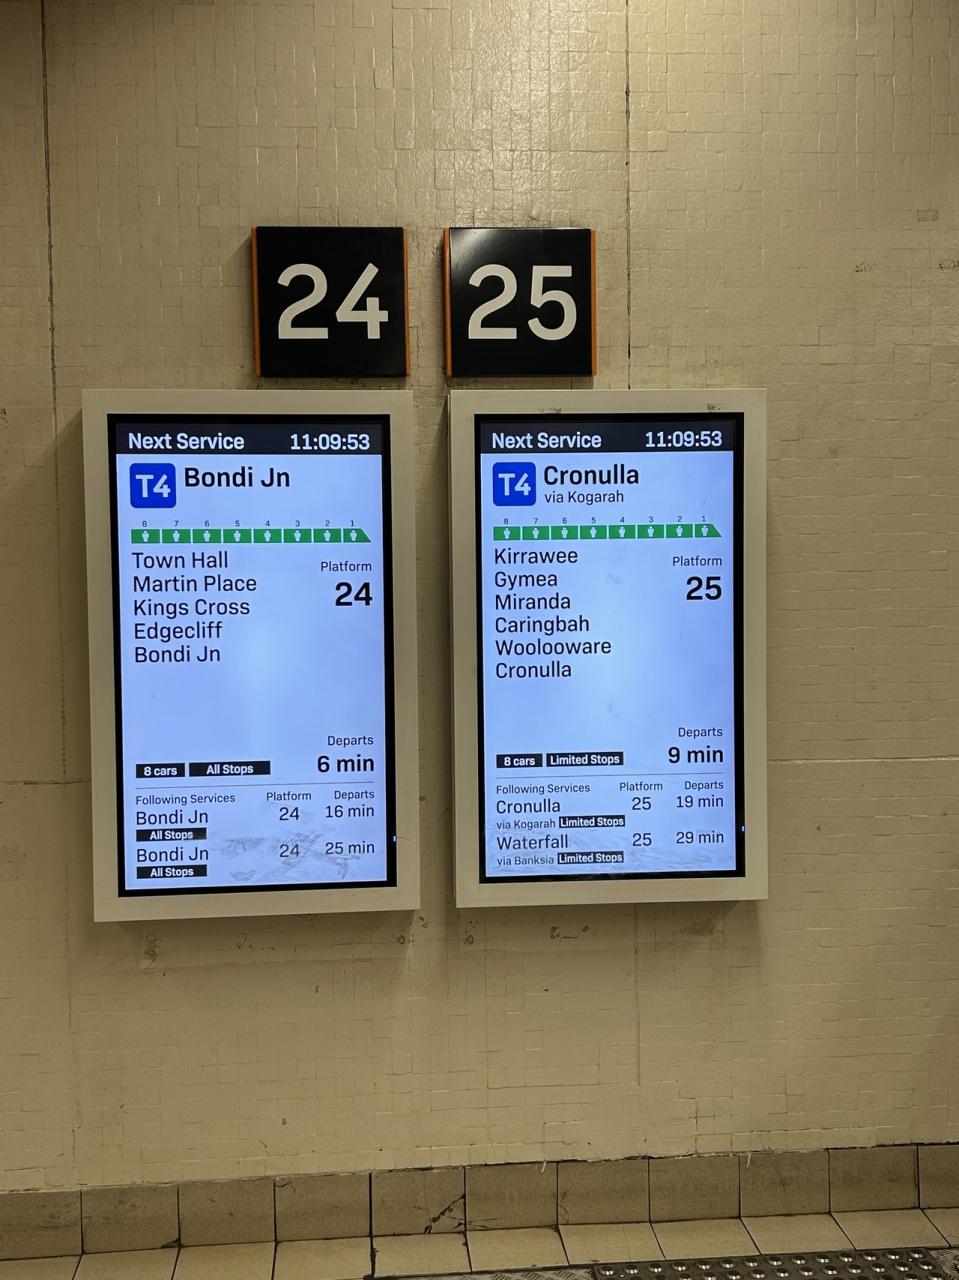 24
25
Next Service 11:09:53
T4 Bondi Jn
8 7 6 5 4 3 2 1
Town Hall
Martin Place
Kings Cross
Edgecliff
Bondi Jn
Platform
24
Departs
8 cars All Stops 6 min
Following Services Platform Departs
Bondi Jn 24 16 min
All Stops
Bondi Jn 24 25 min
All Stops
Next Service 11:09:53
T4 Cronulla
via Kogarah
8 7 6 5 4 3 2 1
Kirrawee
Gymea
Miranda
Caringbah
Woolooware
Cronulla
Platform
25
Departs
8 cars Limited Stops 9 min
Following Services Platform Departs
Cronulla 25 19 min
via Kogarah Limited Stops
Waterfall 25 29 min
via Banksia Limited Stops